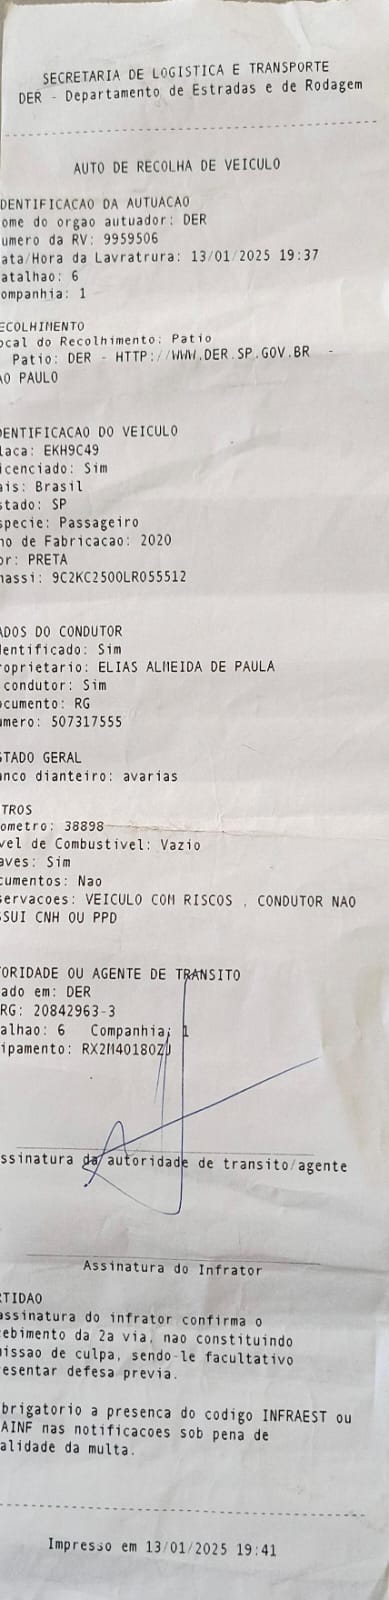 SECRETARIA DE LOGISTICA E TRANSPORTE
DER - Departamento de Estradas e de Rodagem
AUTO DE RECOLHA DE VEICULO
DENTIFICACAO DA AUTUACAO
ome do orgao autuador: DER
umero da RV: 9959506
ata/Hora da Lavratrura: 13/01/2025 19:37
atalhao: 6
ompanhia: 1
ECOLHIMENTO
ocal do Recolhimento: Patio
Patio: DER - HTTP://WWW.DER.SP.GOV.BR -
AO PAULO
DENTIFICACAO DO VEICULO
laca: EKH9C49
icenciado: Sim
ais: Brasil
stado: SP
specie: Passageiro
no de Fabricacao: 2020
or: PRETA
hassi: 9C2KC2500LR055512
ADOS DO CONDUTOR
dentificado: Sim
roprietario: ELIAS ALMEIDA DE PAULA
condutor: Sim
ocumento: RG
umero: 507317555
STADO GERAL
anco dianteiro: avarias
TROS
ometro: 38898
vel de Combustivel: Vazio
aves: Sim
cumentos: Nao
servacoes: VEICULO COM RISCOS , CONDUTOR NAO
SSUI CNH OU PPD
TORIDADE OU AGENTE DE TRANSITO
ado em: DER
RG: 20842963-3
alhao: 6 Companhia: 1
ipamento: RX2M40180ZJ
ssinatura da autoridade de transito/agente
Assinatura do Infrator
RTIDAO
assinatura do infrator confirma o
ebimento da 2a via, nao constituindo
missao de culpa, sendo-le facultativo
esentar defesa previa.
brigatorio a presenca do codigo INFRAEST ou
AINF nas notificacoes sob pena de
alidade da multa.
Impresso em 13/01/2025 19:41